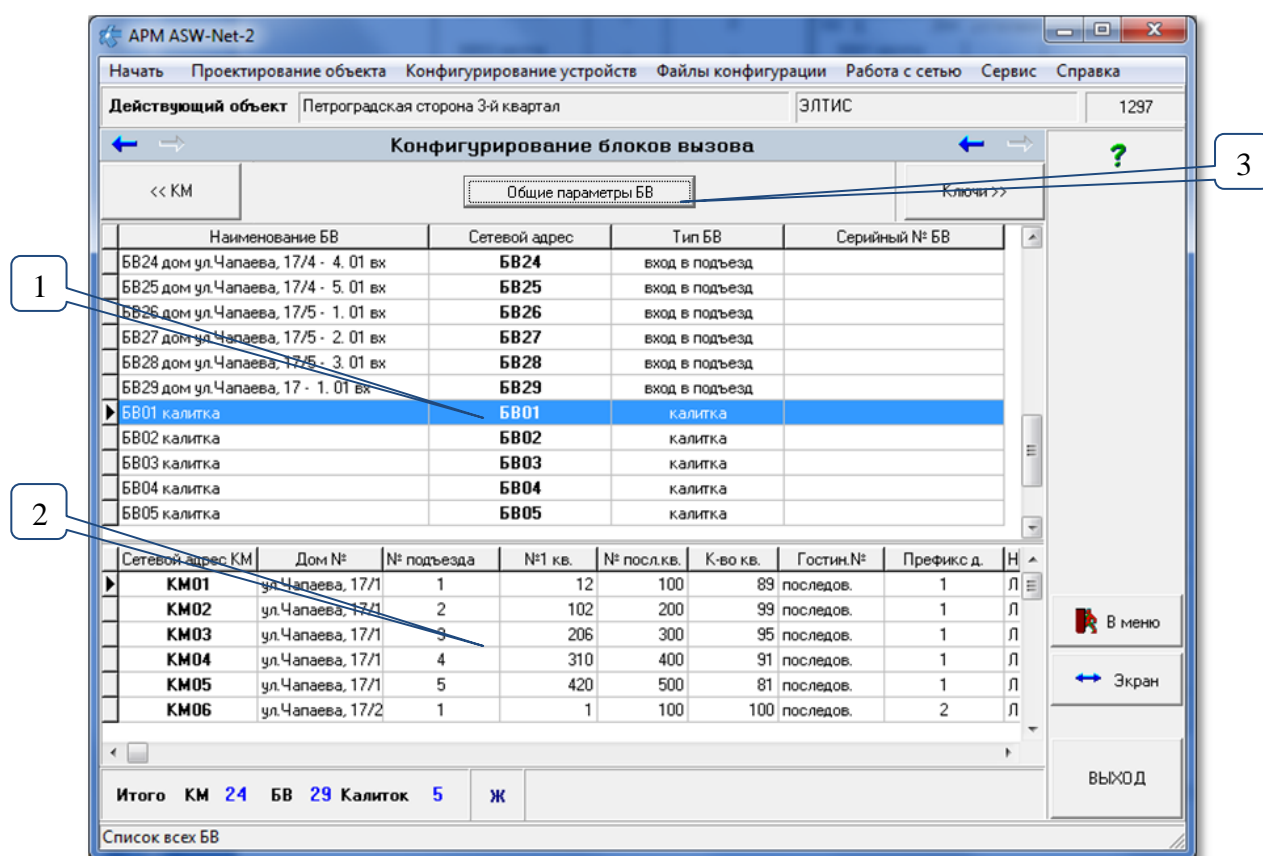 APM ASW-Net-2
Начать Проектирование объекта Конфигурирование устройств Файлы конфигурации Работа с сетью Сервис Справка
Действующий объект Петроградская сторона 3-й квартал ЭЛТИС 1297
Конфигурирование блоков вызова
?
3
<< КМ Общие параметры БВ Ключи >>
Наименование БВ Сетевой адрес Тип БВ Серийный № БВ
БВ24 дом ул.Чапаева, 17/4 - 4. 01 вх БВ24 вход в подъезд
1
БВ25 дом ул.Чапаева, 17/4 - 5. 01 вх БВ25 вход в подъезд
БВ26 дом ул.Чапаева, 17/5 - 1. 01 вх БВ26 вход в подъезд
БВ27 дом ул.Чапаева, 17/5 - 2. 01 вх БВ27 вход в подъезд
БВ28 дом ул.Чапаева, 17/5 - 3. 01 вх БВ28 вход в подъезд
БВ29 дом ул.Чапаева, 17 - 1. 01 вх БВ29 вход в подъезд
БВ01 калитка БВ01 калитка
БВ02 калитка БВ02 калитка
БВ03 калитка БВ03 калитка
БВ04 калитка БВ04 калитка
2
БВ05 калитка БВ05 калитка
Сетевой адрес КМ Дом № № подъезда №1 кв. № посл.кв. К-во кв. Гостин.№ Префикс д. Н
КМ01 ул.Чапаева, 17/1 1 12 100 89 последов. 1 Л
КМ02 ул.Чапаева, 17/1 2 102 200 99 последов. 1 Л
КМ03 ул.Чапаева, 17/1 3 206 300 95 последов. 1 Л
КМ04 ул.Чапаева, 17/1 4 310 400 91 последов. 1 Л
КМ05 ул.Чапаева, 17/1 5 420 500 81 последов. 1 Л
КМ06 ул.Чапаева, 17/2 1 1 100 100 последов. 2 Л
В меню
Экран
ВЫХОД
Итого КМ 24 БВ 29 Калиток 5 Ж
Список всех БВ